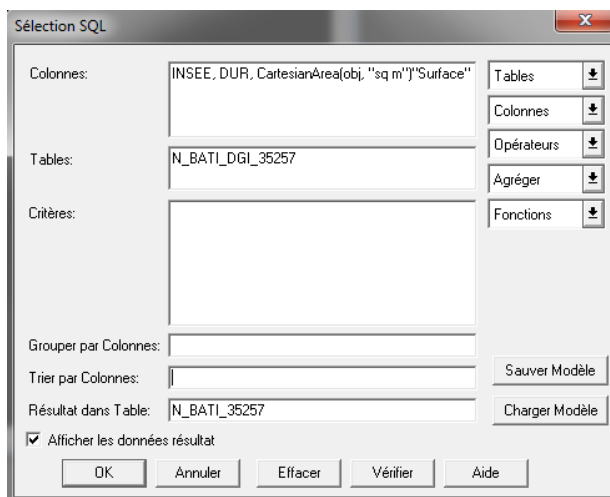 Sélection SQL
Colonnes:
INSEE, DUR, CartesianArea(obj, "sq m")"Surface"
Tables
Colonnes
Opérateurs
Tables:
N_BATI_DGI_35257
Agréger
Critères:
Fonctions
Grouper par Colonnes:
Trier par Colonnes:
Sauver Modèle
Résultat dans Table:
N_BATI_35257
Charger Modèle
Afficher les données résultat
OK
Annuler
Effacer
Vérifier
Aide